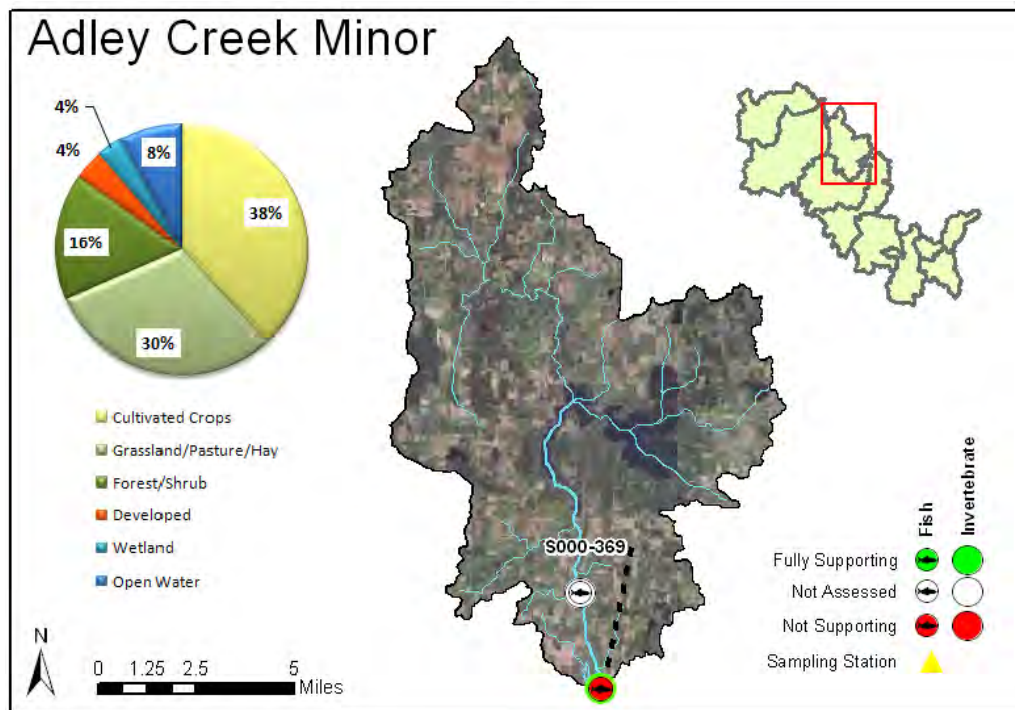 Adley Creek Minor
4%
4%
8%
38%
16%
30%
Cultivated Crops
Grassland/Pasture/Hay
Forest/Shrub
Developed
Wetland
Open Water
S000-369
Fish
Invertebrate
Fully Supporting
Not Assessed
Not Supporting
Sampling Station
N
0 1.25 2.5 5
Miles